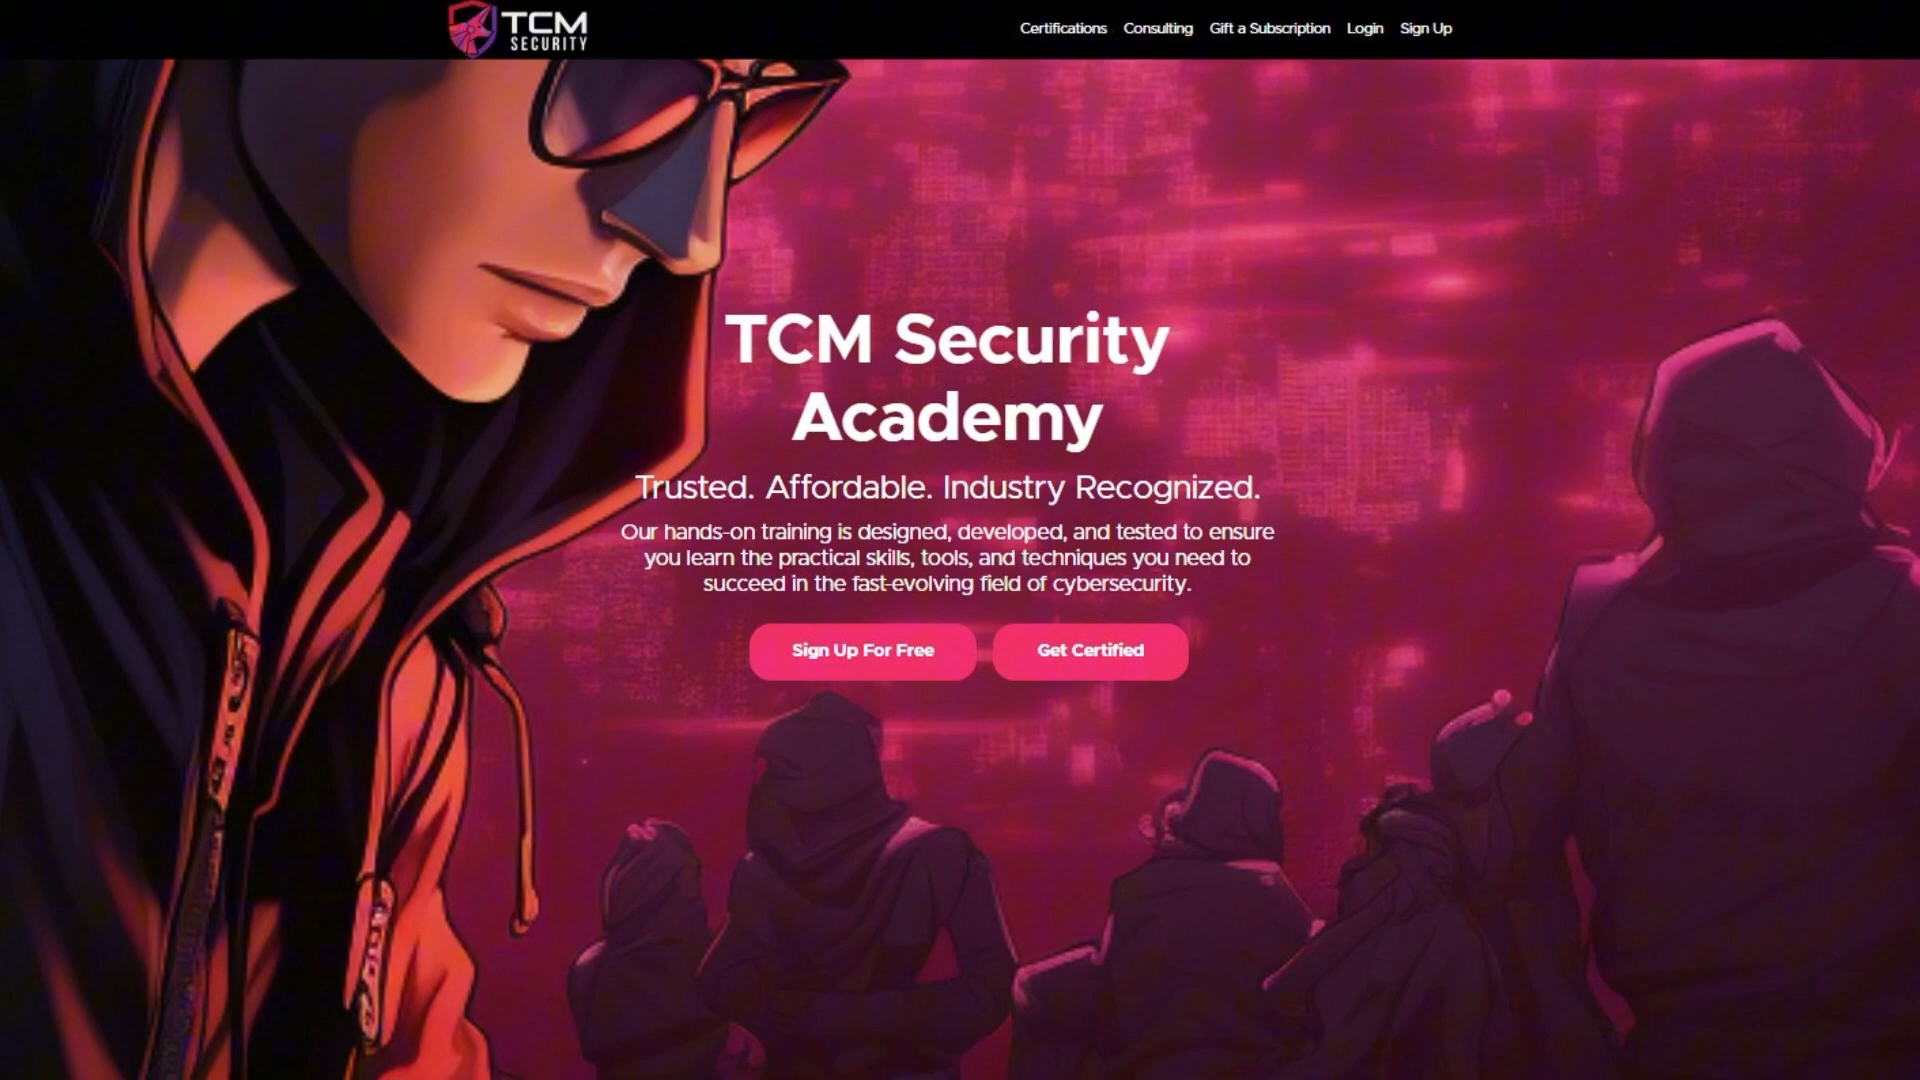 TCM
SECURITY
Certifications Consulting Gift a Subscription Login Sign Up
TCM Security
Academy
Trusted. Affordable. Industry Recognized.
Our hands-on training is designed, developed, and tested to ensure
you learn the practical skills, tools, and techniques you need to
succeed in the fast-evolving field of cybersecurity.
Sign Up For Free
Get Certified